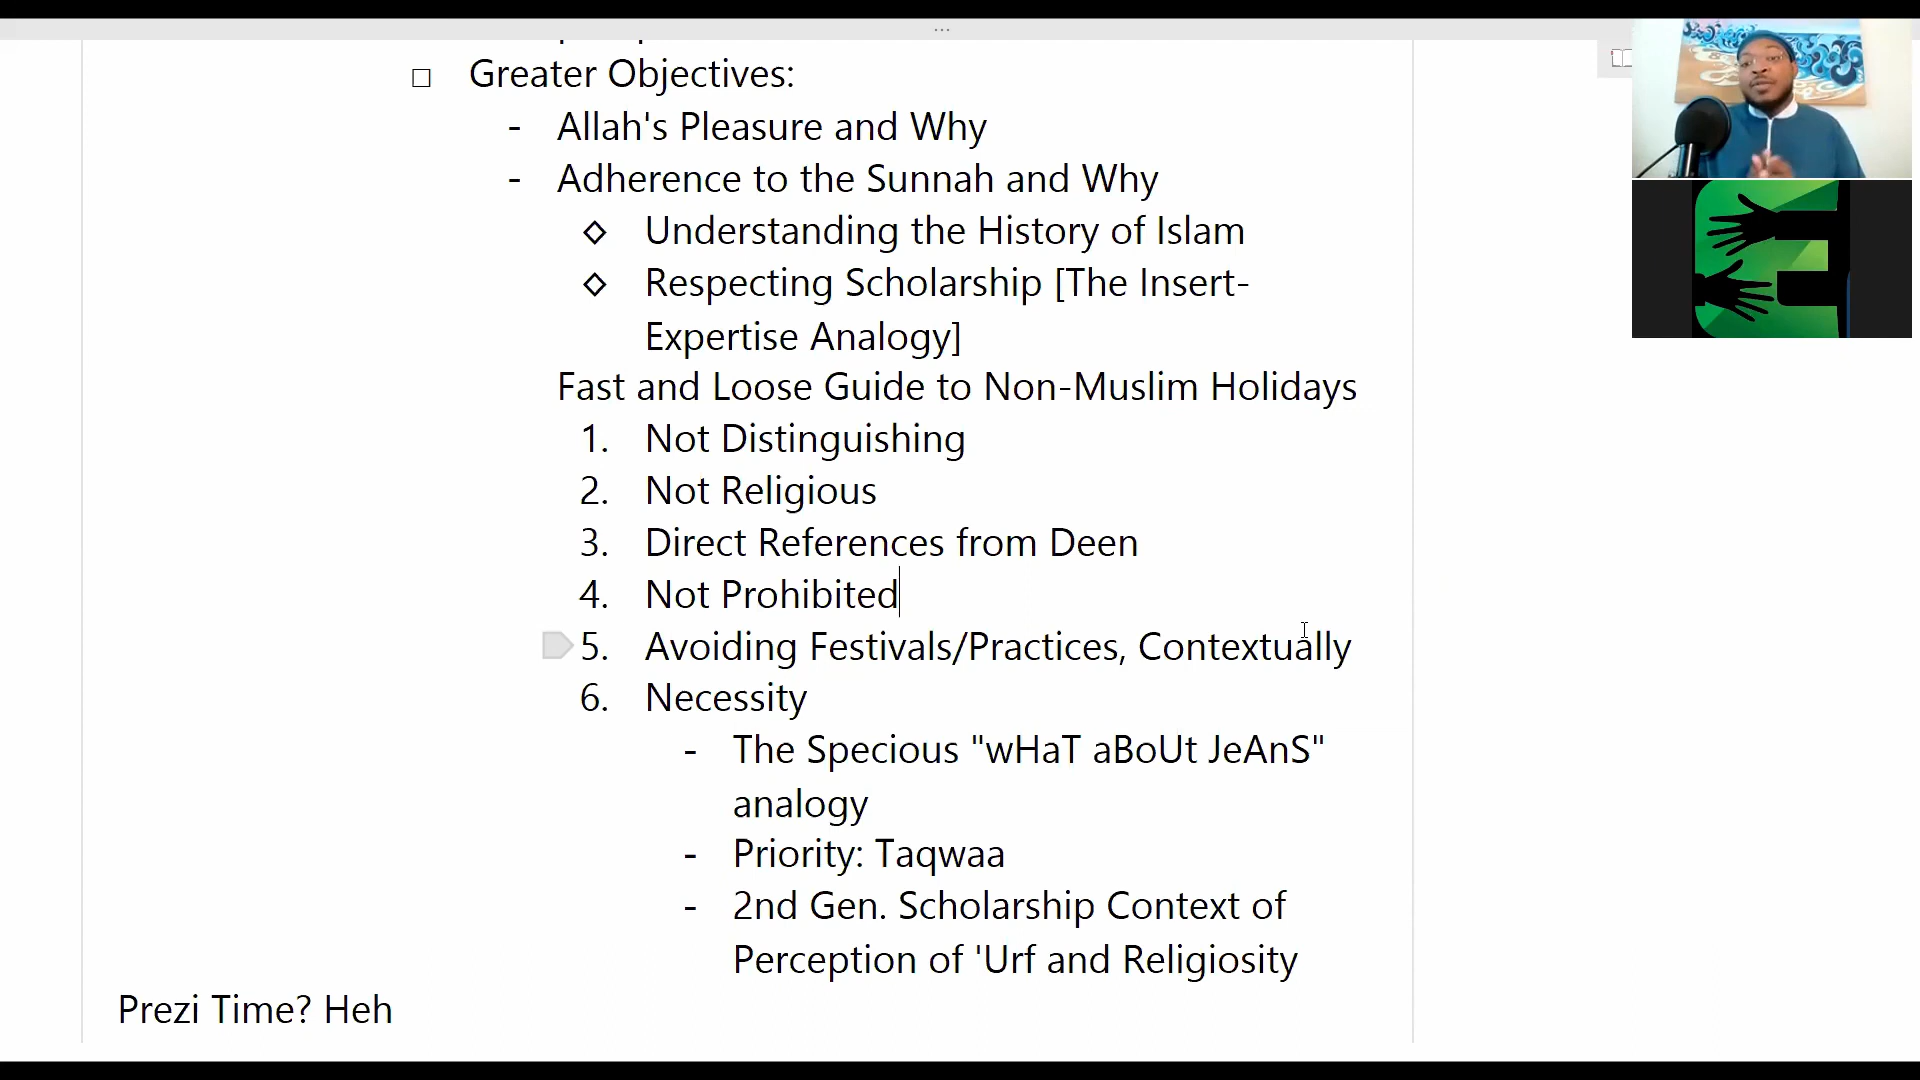 Greater Objectives:
- Allah's Pleasure and Why
- Adherence to the Sunnah and Why
Understanding the History of Islam
Respecting Scholarship [The Insert-
Expertise Analogy]
Fast and Loose Guide to Non-Muslim Holidays
1. Not Distinguishing
2. Not Religious
3. Direct References from Deen
4. Not Prohibited
5. Avoiding Festivals/Practices, Contextually
6. Necessity
- The Specious "wHaT aBoUt JeAnS"
analogy
- Priority: Taqwaa
- 2nd Gen. Scholarship Context of
Perception of 'Urf and Religiosity
Prezi Time? Heh